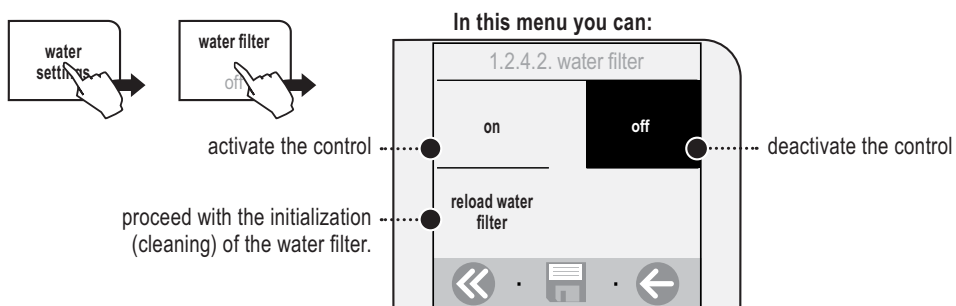 In this menu you can:
water
settings
water filter
off
1.2.4.2. water filter
on
off
activate the control
deactivate the control
reload water
filter
proceed with the initialization
(cleaning) of the water filter.